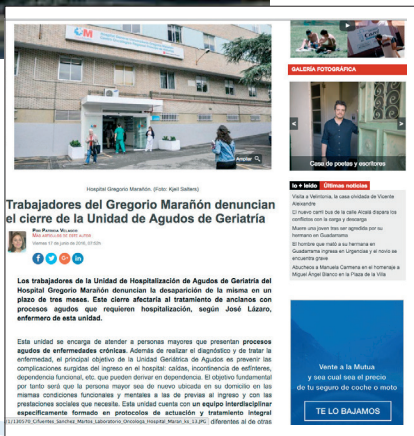 Ampliar
Hospital Gregorio Marañón. (Foto: Kjell Salters)
Trabajadores del Gregorio Marañón denuncian
el cierre de la Unidad de Agudos de Geriatría
MÁS ARTÍCULOS DE ESTE AUTOR
Los trabajadores de la Unidad de Hospitalización de Agudos de Geriatría del
Hospital Gregorio Marañón denuncian la desaparición de la misma en un
plazo de tres meses. Este cierre afectaría al tratamiento de ancianos con
procesos agudos que requieren hospitalización, según José Lázaro,
enfermero de esta unidad.
Esta unidad se encarga de atender a personas mayores que presentan procesos
agudos de enfermedades crónicas. Además de realizar el diagnóstico y de tratar la
enfermedad, el principal objetivo de la Unidad Geriátrica de Agudos es prevenir las
complicaciones surgidas del ingreso en el hospital: caídas, incontinencia de esfínteres,
dependencia funcional, etc. que pueden derivar en dependencia. El objetivo fundamental
por tanto será que la persona mayor sea de nuevo ubicada en su domicilio en las
mismas condiciones funcionales y mentales a las de previas al ingreso y con las
prestaciones sociales que necesite. Esta unidad cuenta con un equipo interdisciplinar
específicamente formado en protocolos de actuación y tratamiento integral
diferentes al de otras
GALERÍA FOTOGRÁFICA
Casa de poetas y escritores
lo + leído Últimas noticias
Visita a Velintonia, la casa olvidada de Vicente
Aleixandre
El nuevo carril bus de la calle Alcalá dispara los
conflictos con la carga y descarga
Muere una joven tras ser agredida por su
hermano en Guadarrama
El hombre que mató a su hermana en
Guadarrama ingresa en Urgencias y el novio se
encuentra grave
Abucheos a Manuela Carmena en el homenaje a
Miguel Ángel Blanco en la Plaza de la Villa
Vente a la Mutua
y sea cual sea el precio
de tu seguro de coche o moto
TE LO BAJAMOS